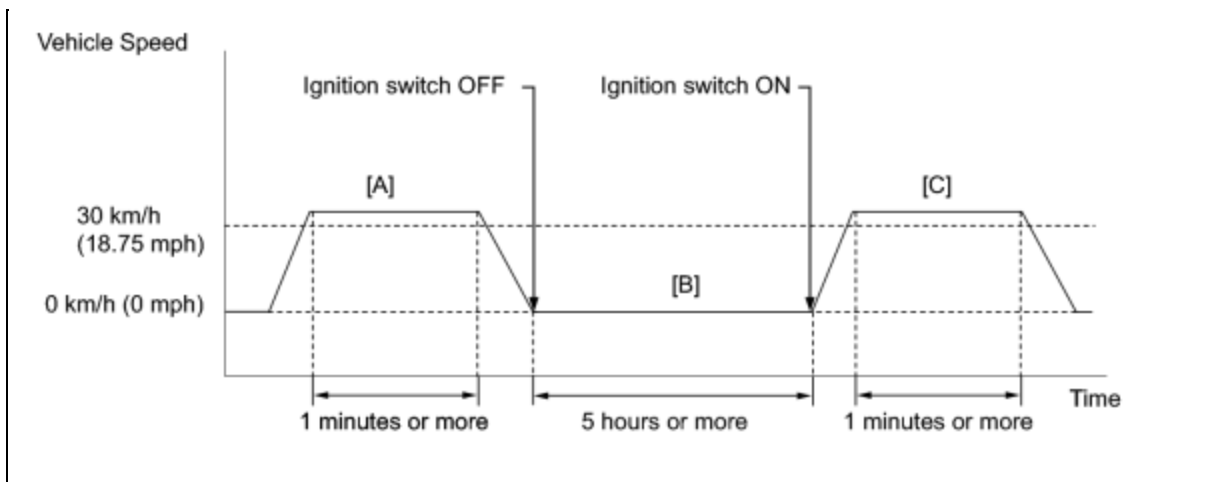 Vehicle Speed
Ignition switch OFF
Ignition switch ON
[A]
[C]
30 km/h
(18.75 mph)
[B]
0 km/h (0 mph)
Time
1 minutes or more
5 hours or more
1 minutes or more